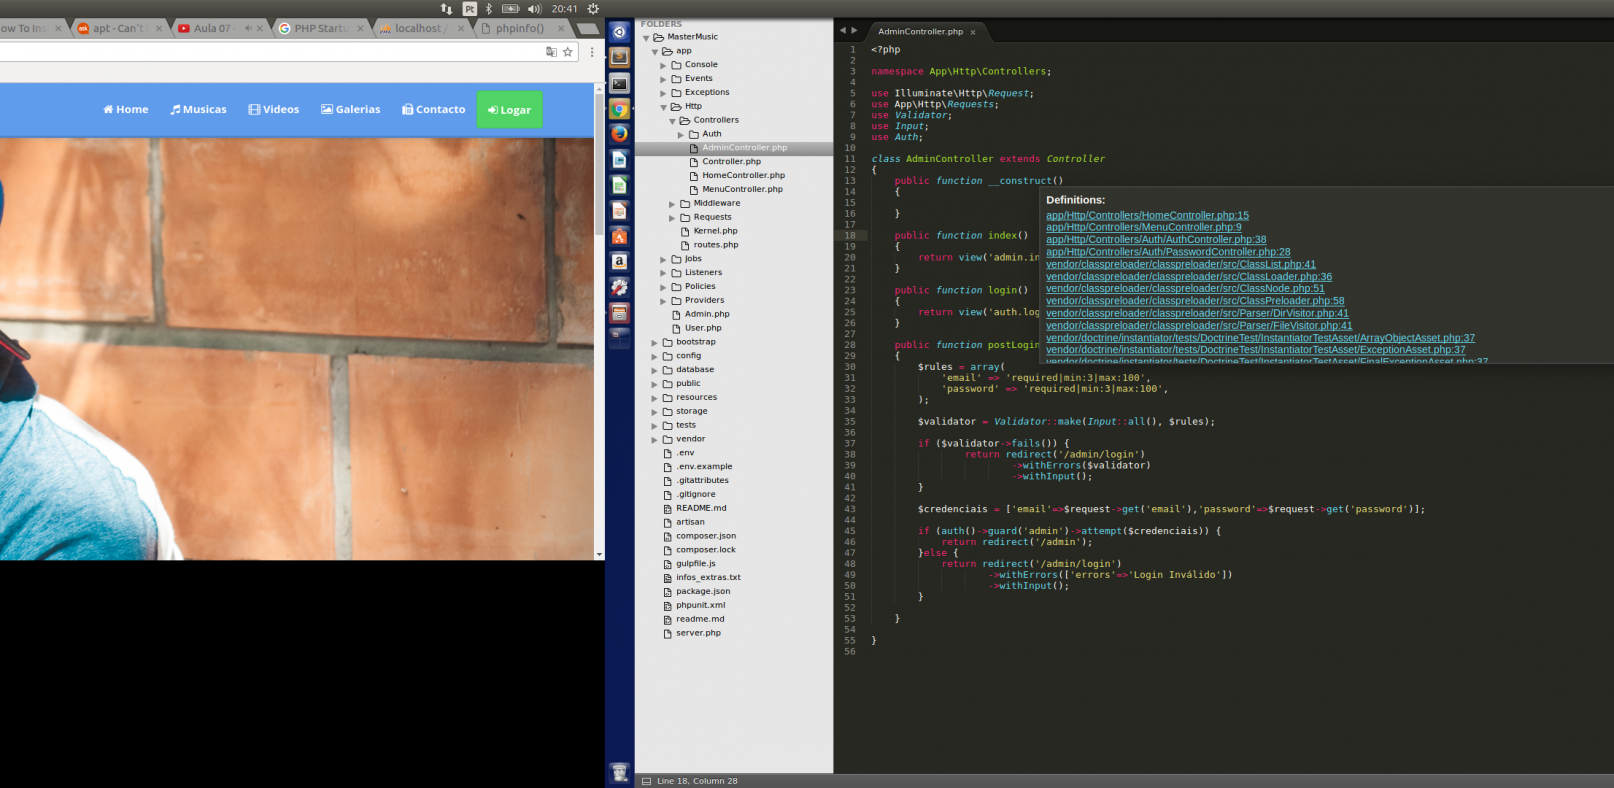 Pt
20:41
ow To Ins
apt - Can't
Aula 07 -
PHP Startu
localhost /
phpinfo()
Home
Musicas
Videos
Galerias
Contacto
Logar
FOLDERS
MasterMusic
app
Console
Events
Exceptions
Http
Controllers
Auth
AdminController.php
Controller.php
HomeController.php
MenuController.php
Middleware
Requests
Kernel.php
routes.php
Jobs
Listeners
Policies
Providers
Admin.php
User.php
bootstrap
config
database
public
resources
storage
tests
vendor
.env
.env.example
.gitattributes
.gitignore
README.md
artisan
composer.json
composer.lock
gulpfile.js
infos_extras.txt
package.json
phpunit.xml
readme.md
server.php
AdminController.php
1 <?php
2
3 namespace App\Http\Controllers;
4
5 use Illuminate\Http\Request;
6 use App\Http\Requests;
7 use Validator;
8 use Input;
9 use Auth;
10
11 class AdminController extends Controller
12 {
13 public function __construct()
14 {
15
16 }
17
18 public function index()
19 {
20 return view('admin.in
21 }
22
23 public function login()
24 {
25 return view('auth.log
26 }
27
28 public function postLogin
29 {
30 $rules = array(
31 'email' => 'required|min:3|max:100',
32 'password' => 'required|min:3|max:100',
33 );
34
35 $validator = Validator::make(Input::all(), $rules);
36
37 if ($validator->fails()) {
38 return redirect('/admin/login')
39 ->withErrors($validator)
40 ->withInput();
41 }
42
43 $credenciais = ['email'=>$request->get('email'),'password'=>$request->get('password')];
44
45 if (auth()->guard('admin')->attempt($credenciais)) {
46 return redirect('/admin');
47 }else {
48 return redirect('/admin/login')
49 ->withErrors(['errors'=>'Login Inválido'])
50 ->withInput();
51 }
52
53 }
54
55 }
56
Definitions:
app/Http/Controllers/HomeController.php:15
app/Http/Controllers/MenuController.php:9
app/Http/Controllers/Auth/AuthController.php:38
app/Http/Controllers/Auth/PasswordController.php:28
vendor/classpreloader/classpreloader/src/ClassList.php:41
vendor/classpreloader/classpreloader/src/ClassLoader.php:36
vendor/classpreloader/classpreloader/src/ClassNode.php:51
vendor/classpreloader/classpreloader/src/ClassPreloader.php:58
vendor/classpreloader/classpreloader/src/Parser/DirVisitor.php:41
vendor/classpreloader/classpreloader/src/Parser/FileVisitor.php:41
vendor/doctrine/instantiator/tests/DoctrineTest/InstantiatorTestAsset/ArrayObjectAsset.php:37
vendor/doctrine/instantiator/tests/DoctrineTest/InstantiatorTestAsset/ExceptionAsset.php:37
vendor/doctrine/instantiator/tests/DoctrineTest/InstantiatorTestAsset/FinalExceptionAsset.php:37
Line 18, Column 28